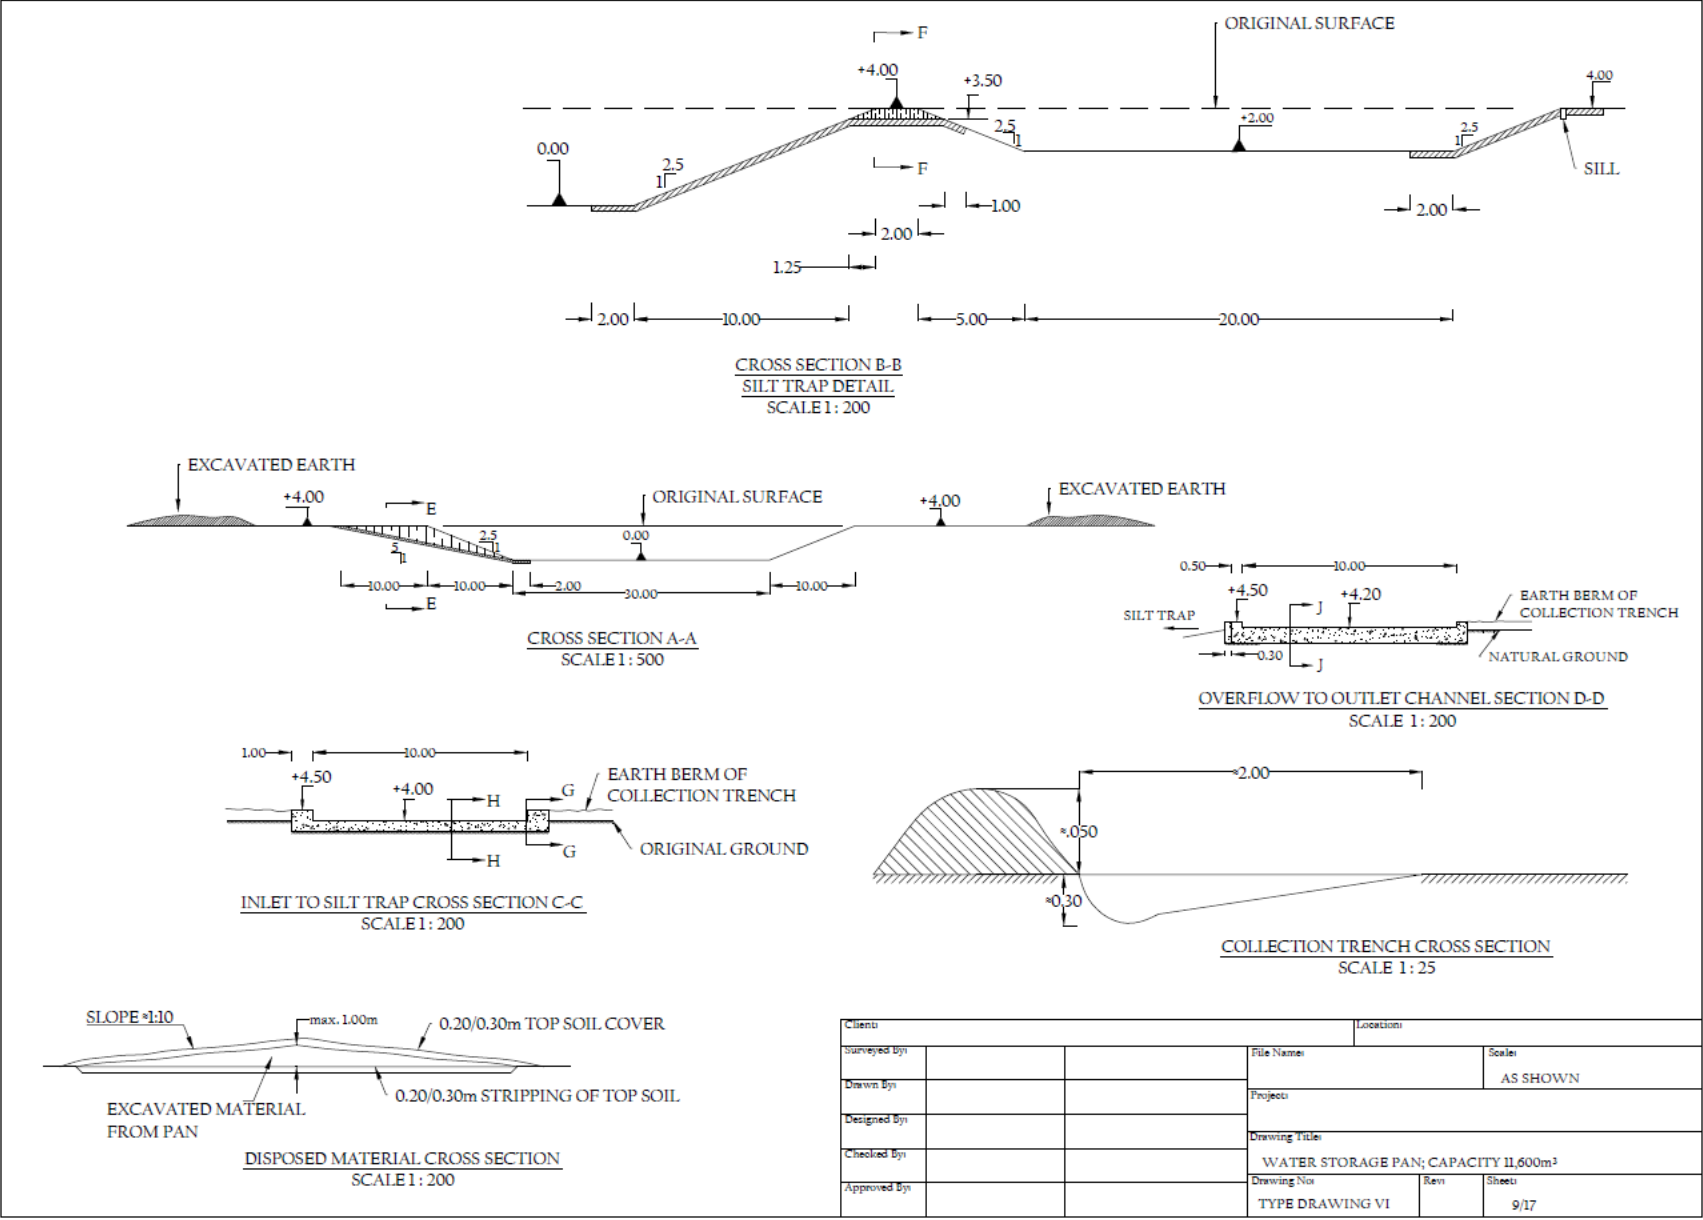 F
ORIGINAL SURFACE
+4.00
+3.50
4.00
+2.00
2.5
1
2.5
1
0.00
2.5
1
F
SILL
1.00
2.00
2.00
1.25
2.00
10.00
5.00
20.00
CROSS SECTION B-B
SILT TRAP DETAIL
SCALE 1 : 200
EXCAVATED EARTH
+4.00
E
ORIGINAL SURFACE
+4.00
EXCAVATED EARTH
2.5
1
0.00
5
1
10.00
10.00
2.00
30.00
10.00
E
CROSS SECTION A-A
SCALE 1 : 500
0.50
10.00
+4.50
+4.20
J
EARTH BERM OF
COLLECTION TRENCH
SILT TRAP
0.30
J
NATURAL GROUND
OVERFLOW TO OUTLET CHANNEL SECTION D-D
SCALE 1 : 200
1.00
10.00
+4.50
+4.00
H
G
EARTH BERM OF
COLLECTION TRENCH
H
G
ORIGINAL GROUND
INLET TO SILT TRAP CROSS SECTION C-C
SCALE 1 : 200
≈2.00
≈.050
≈0.30
COLLECTION TRENCH CROSS SECTION
SCALE 1 : 25
SLOPE ≈1:10
max. 1.00m
0.20/0.30m TOP SOIL COVER
0.20/0.30m STRIPPING OF TOP SOIL
EXCAVATED MATERIAL
FROM PAN
DISPOSED MATERIAL CROSS SECTION
SCALE 1 : 200
Client:
Location:
Surveyed By:
File Name:
Scale:
AS SHOWN
Drawn By:
Project:
Designed By:
Drawing Title:
WATER STORAGE PAN; CAPACITY 11,600m³
Checked By:
Approved By:
Drawing No:
TYPE DRAWING VI
Rev:
Sheet:
9/17